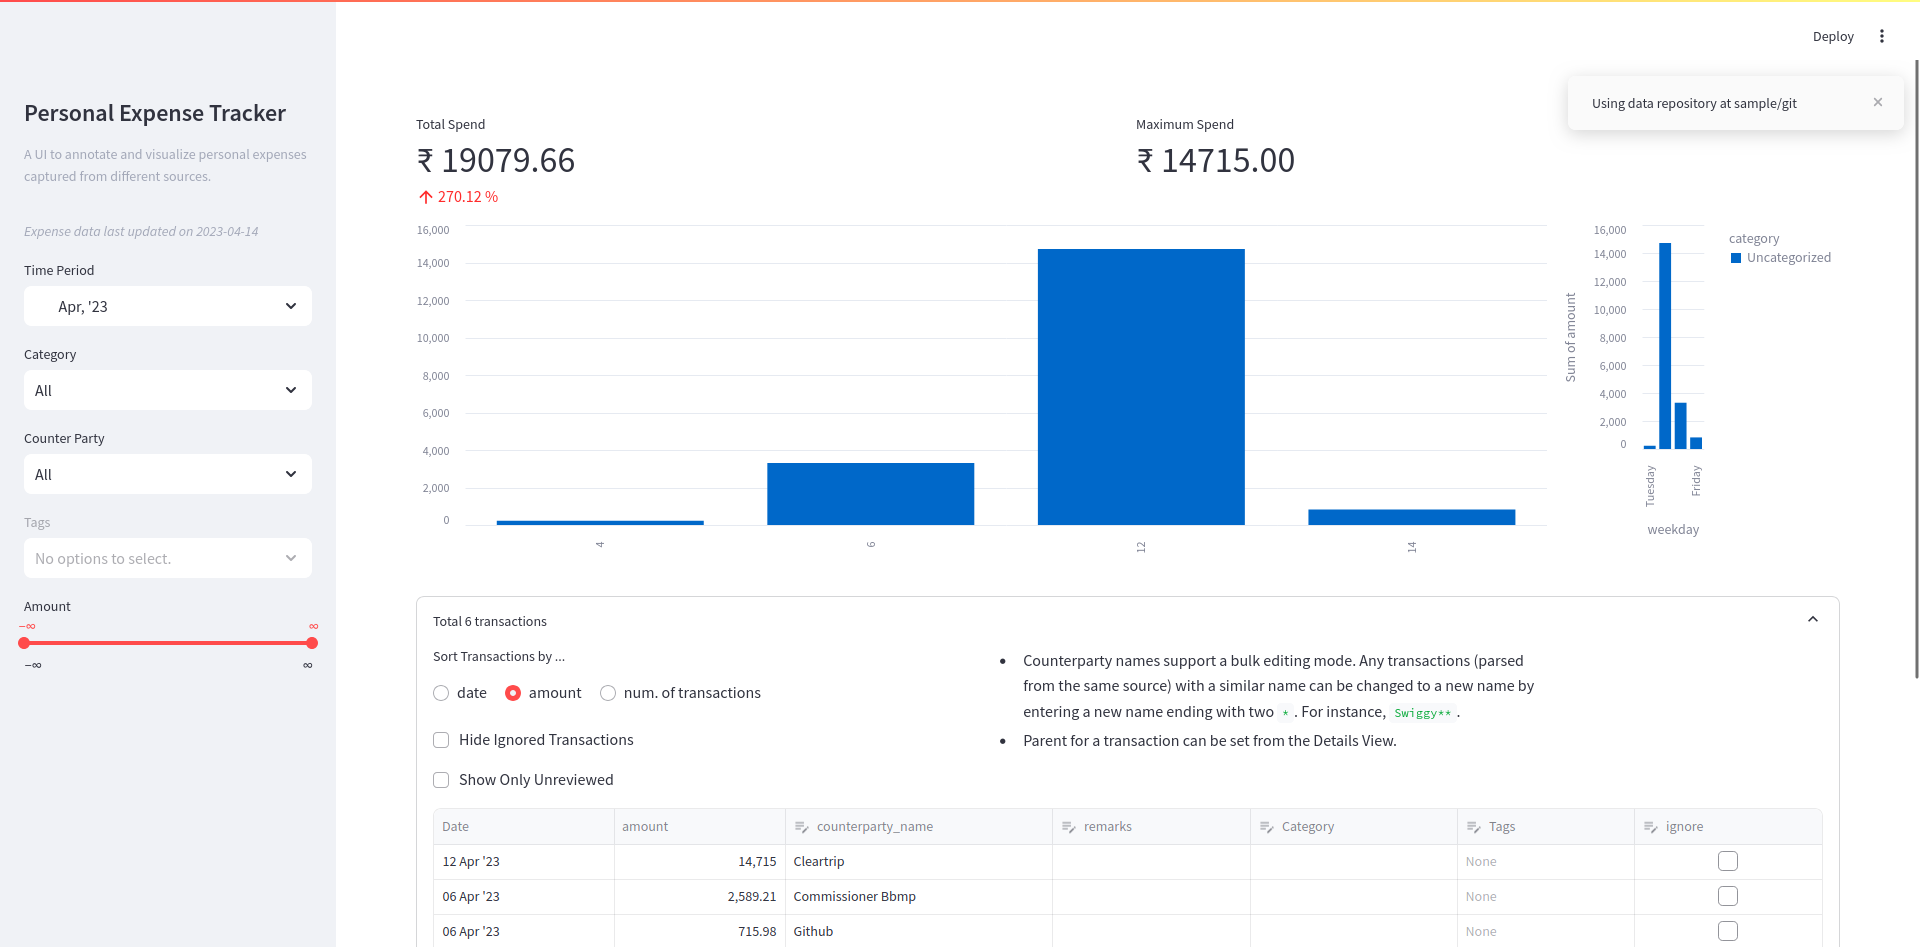 Deploy
Using data repository at sample/git
Personal Expense Tracker
A UI to annotate and visualize personal expenses
captured from different sources.
Expense data last updated on 2023-04-14
Time Period
Apr, '23
Category
All
Counter Party
All
Tags
No options to select.
Amount
−∞ ∞
−∞ ∞
Total Spend
₹ 19079.66
270.12 %
Maximum Spend
₹ 14715.00
16,000
14,000
12,000
10,000
8,000
6,000
4,000
2,000
0
4 6 12 14
Sum of amount
16,000
14,000
12,000
10,000
8,000
6,000
4,000
2,000
0
Tuesday Friday
weekday
category
Uncategorized
Total 6 transactions
Sort Transactions by ...
date amount num. of transactions
Hide Ignored Transactions
Show Only Unreviewed
• Counterparty names support a bulk editing mode. Any transactions (parsed
from the same source) with a similar name can be changed to a new name by
entering a new name ending with two * . For instance, Swiggy** .
• Parent for a transaction can be set from the Details View.
Date amount counterparty_name remarks Category Tags ignore
12 Apr '23 14,715 Cleartrip None
06 Apr '23 2,589.21 Commissioner Bbmp None
06 Apr '23 715.98 Github None